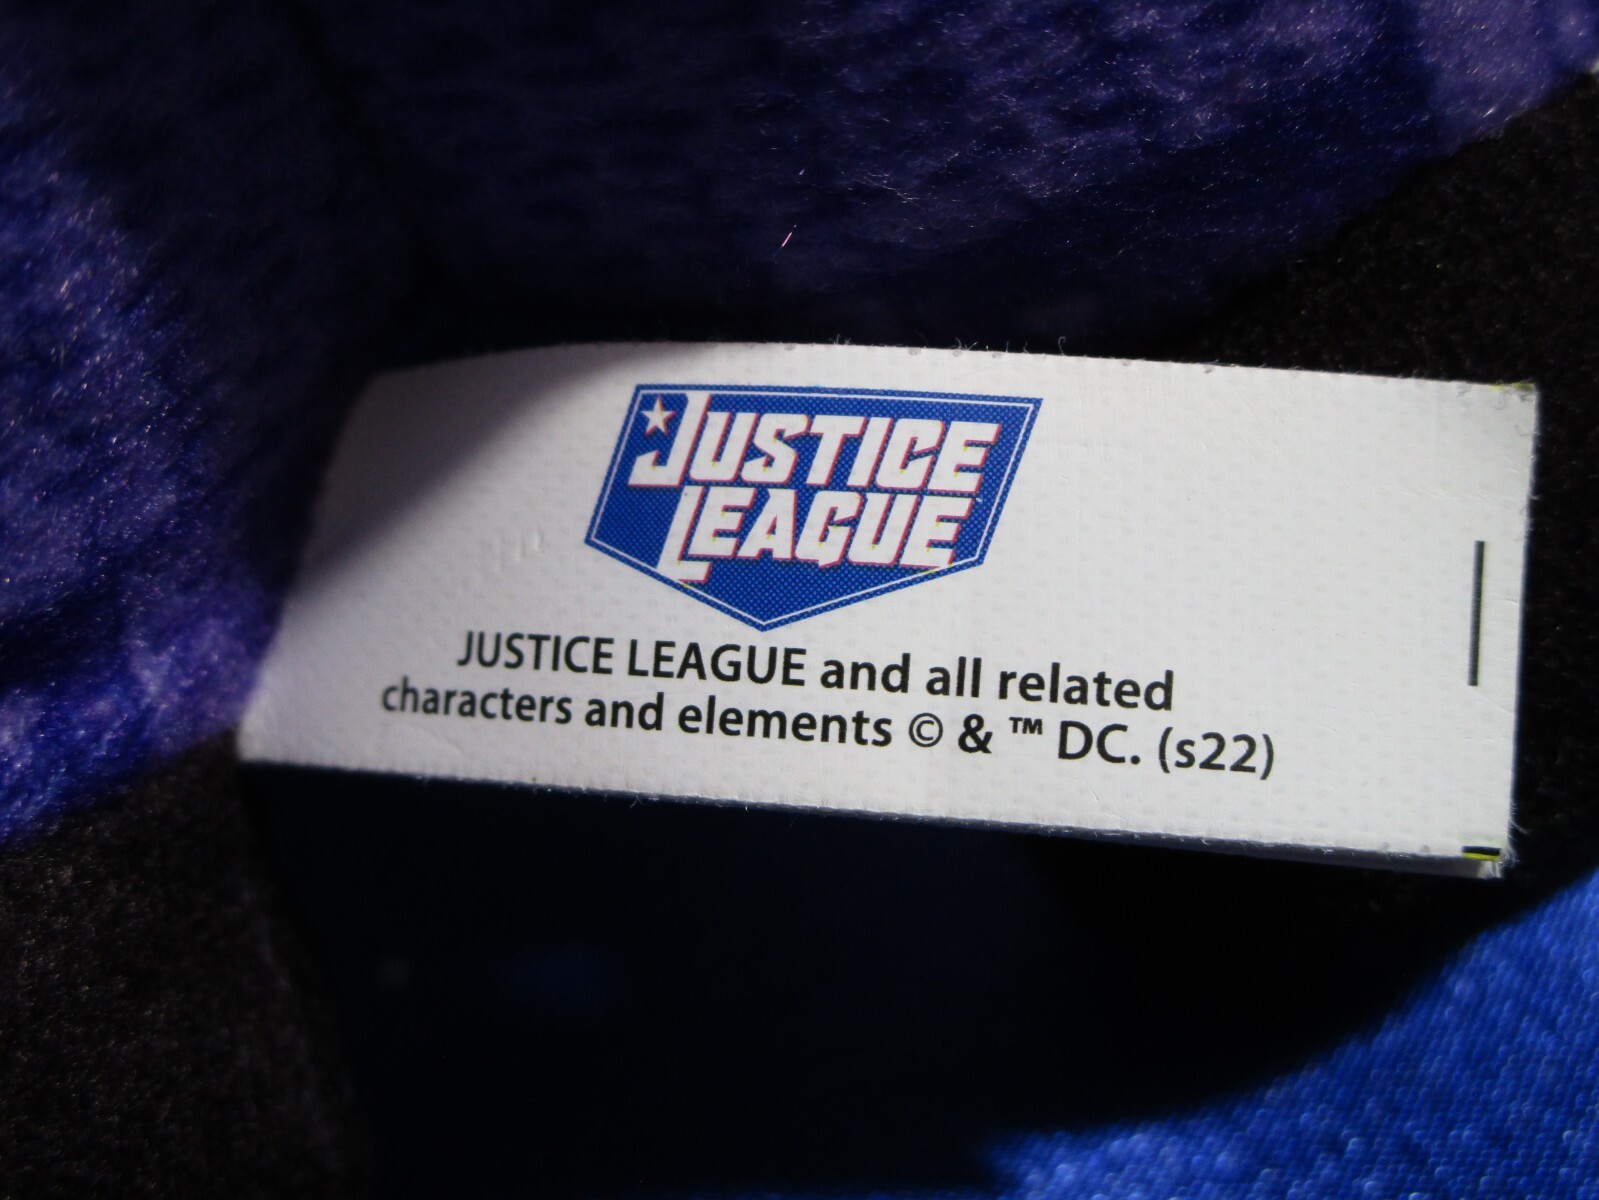 JUSTICE
LEAGUE
JUSTICE LEAGUE and all related
characters and elements © & ™ DC. (s22)